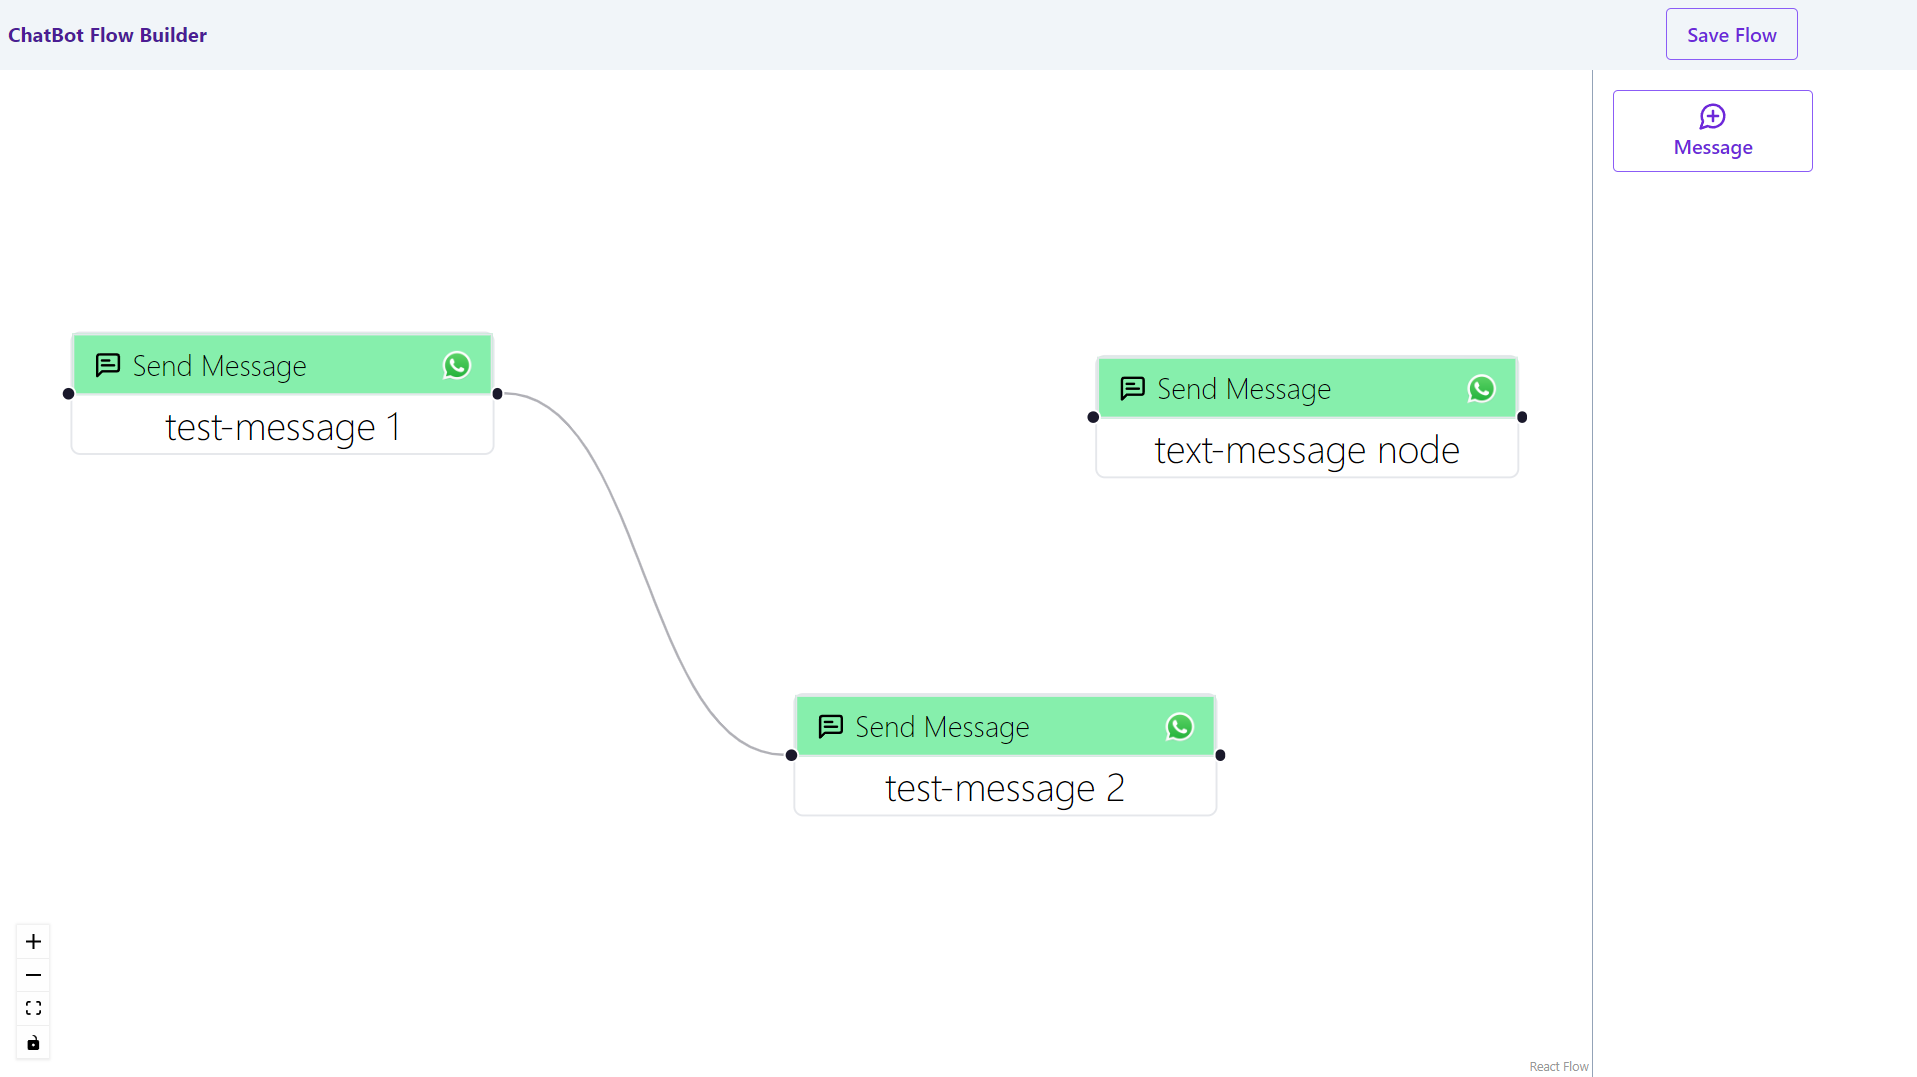 ChatBot Flow Builder
Save Flow
Message
Send Message
test-message 1
Send Message
text-message node
Send Message
test-message 2
React Flow